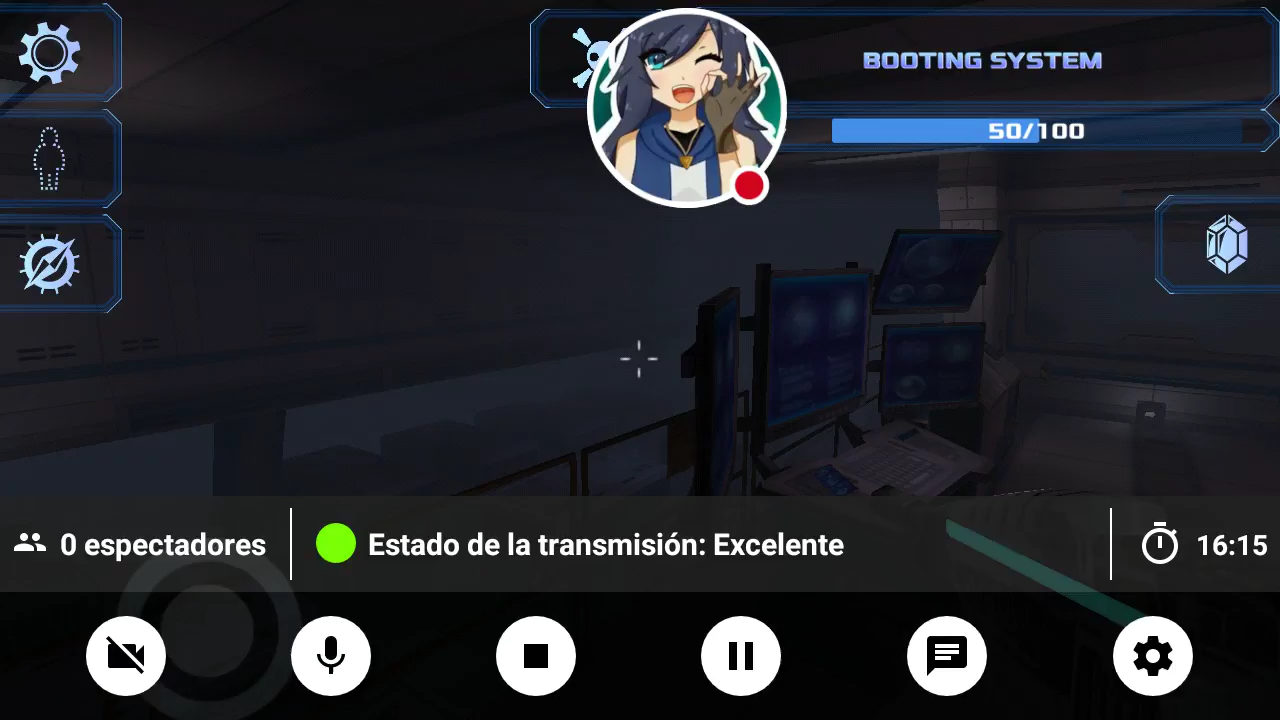 BOOTING SYSTEM
50/100
0 espectadores
Estado de la transmisión: Excelente
16:15